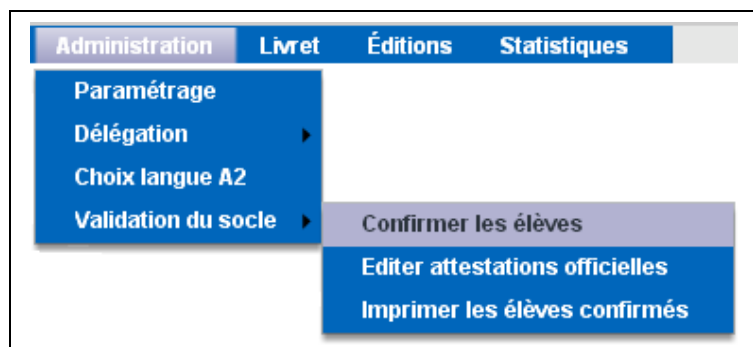 Administration Livret Éditions Statistiques
Paramétrage
Délégation
Choix langue A2
Validation du socle
Confirmer les élèves
Editer attestations officielles
Imprimer les élèves confirmés